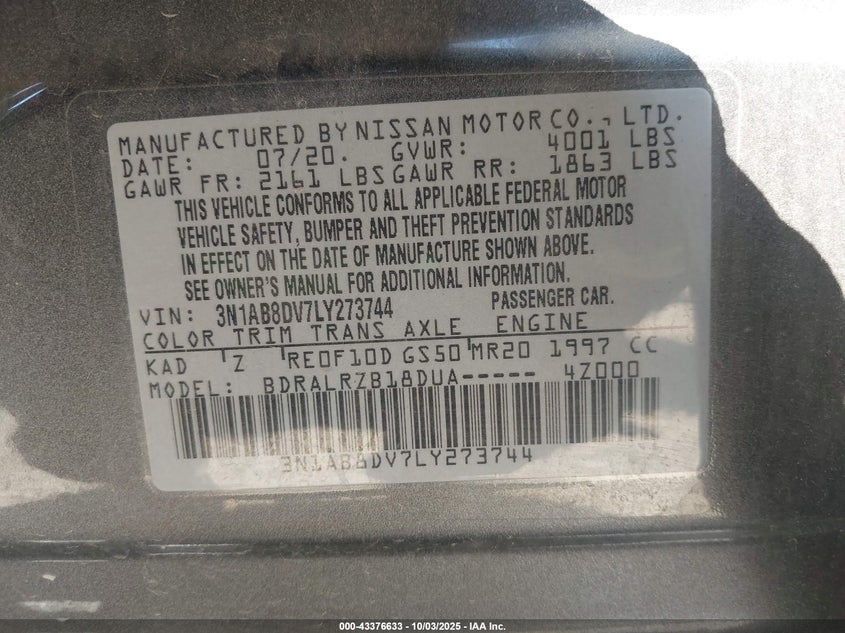 MANUFACTURED BY NISSAN MOTOR CO., LTD.
DATE: 07/20. GVWR: 4001 LBS
GAWR FR: 2161 LBS GAWR RR: 1863 LBS
THIS VEHICLE CONFORMS TO ALL APPLICABLE FEDERAL MOTOR
VEHICLE SAFETY, BUMPER AND THEFT PREVENTION STANDARDS
IN EFFECT ON THE DATE OF MANUFACTURE SHOWN ABOVE.
SEE OWNER'S MANUAL FOR ADDITIONAL INFORMATION.
VIN: 3N1AB8DV7LY273744 PASSENGER CAR.
COLOR TRIM TRANS AXLE ENGINE
KAD Z RE0F10D GS50 MR20 1997 CC
MODEL: BDRALRZB18DUA----- 4Z000
3N1AB8DV7LY273744
000-43376633 - 10/03/2025 - IAA Inc.